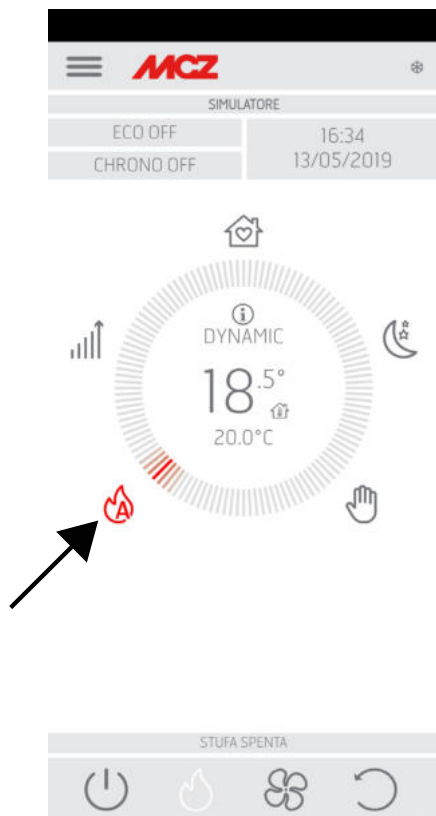 MCZ
SIMULATORE
ECO OFF
CHRONO OFF
16:34
13/05/2019
DYNAMIC
18.5°
20.0°C
A
STUFA SPENTA